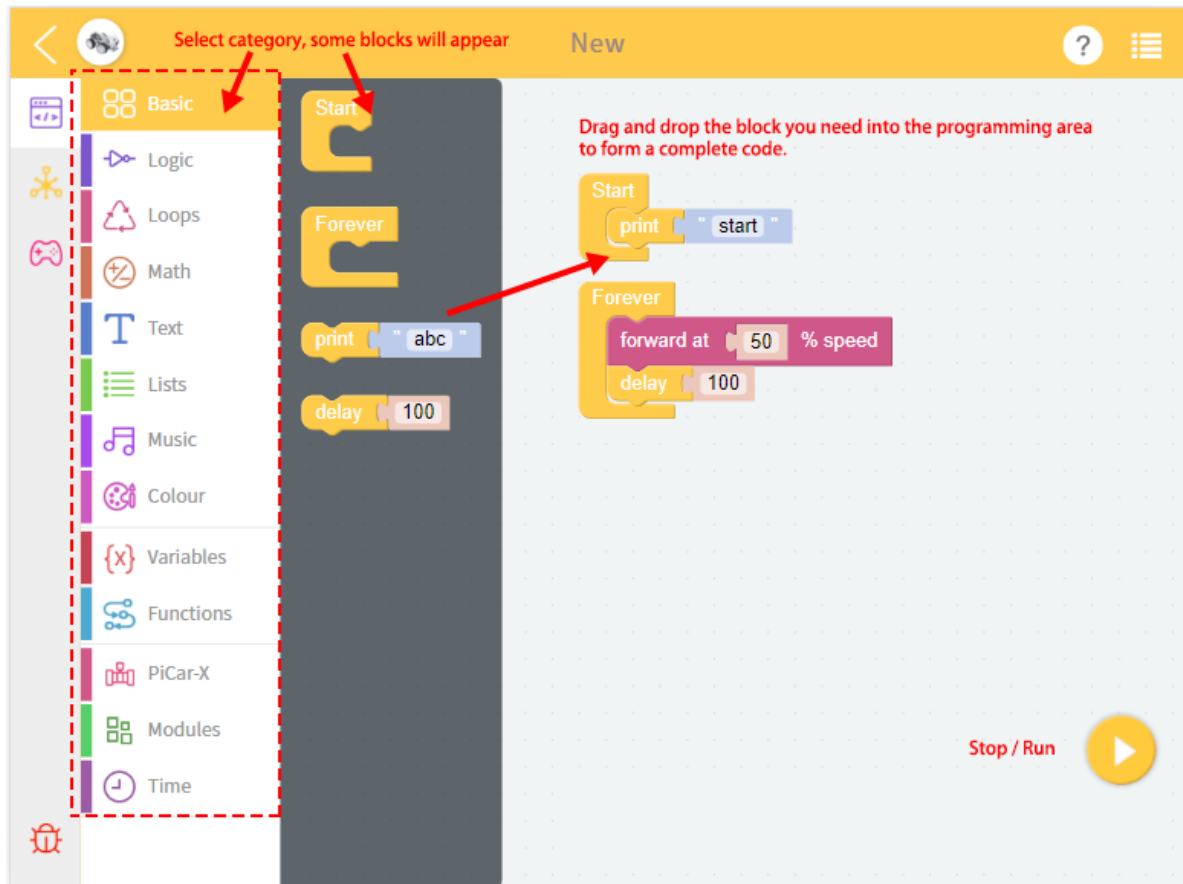 Select category, some blocks will appear
New
?
Basic
Logic
Loops
Math
Text
Lists
Music
Colour
Variables
Functions
PiCar-X
Modules
Time
Start
Forever
print " abc "
delay 100
Drag and drop the block you need into the programming area
to form a complete code.
Start
print " start "
Forever
forward at 50 % speed
delay 100
Stop / Run